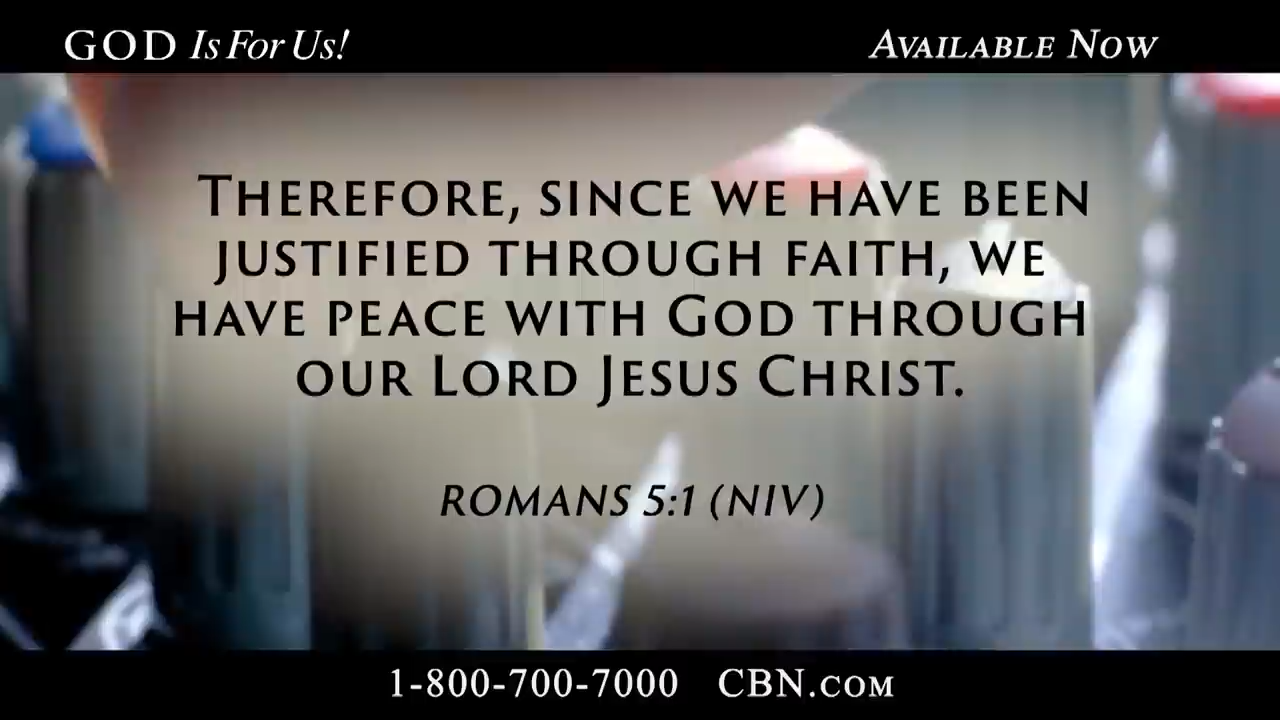 GOD Is For Us!
Available Now
Therefore, since we have been
justified through faith, we
have peace with God through
our Lord Jesus Christ.
Romans 5:1 (NIV)
1-800-700-7000 CBN.com